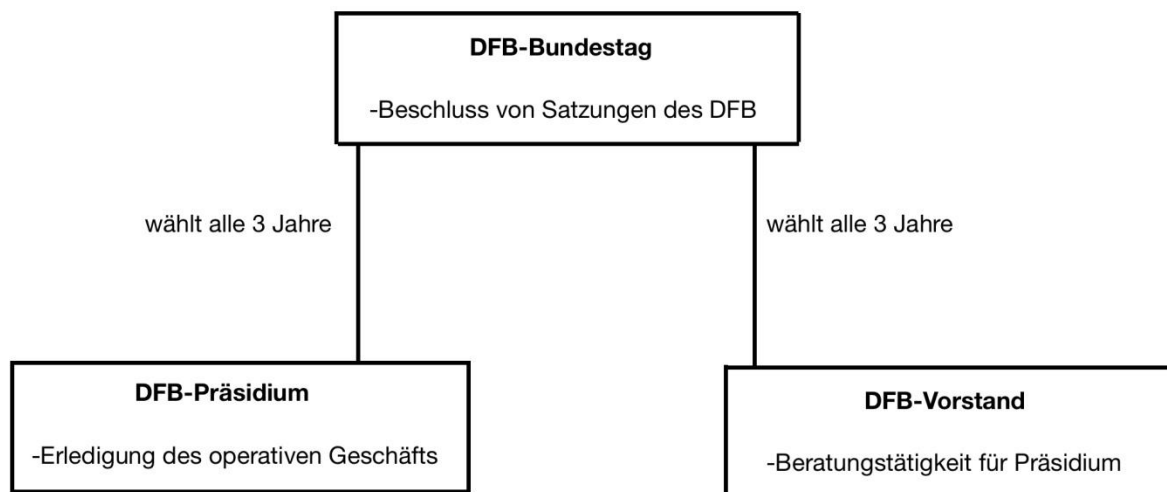 DFB-Bundestag
-Beschluss von Satzungen des DFB
wählt alle 3 Jahre
wählt alle 3 Jahre
DFB-Präsidium
-Erledigung des operativen Geschäfts
DFB-Vorstand
-Beratungstätigkeit für Präsidium